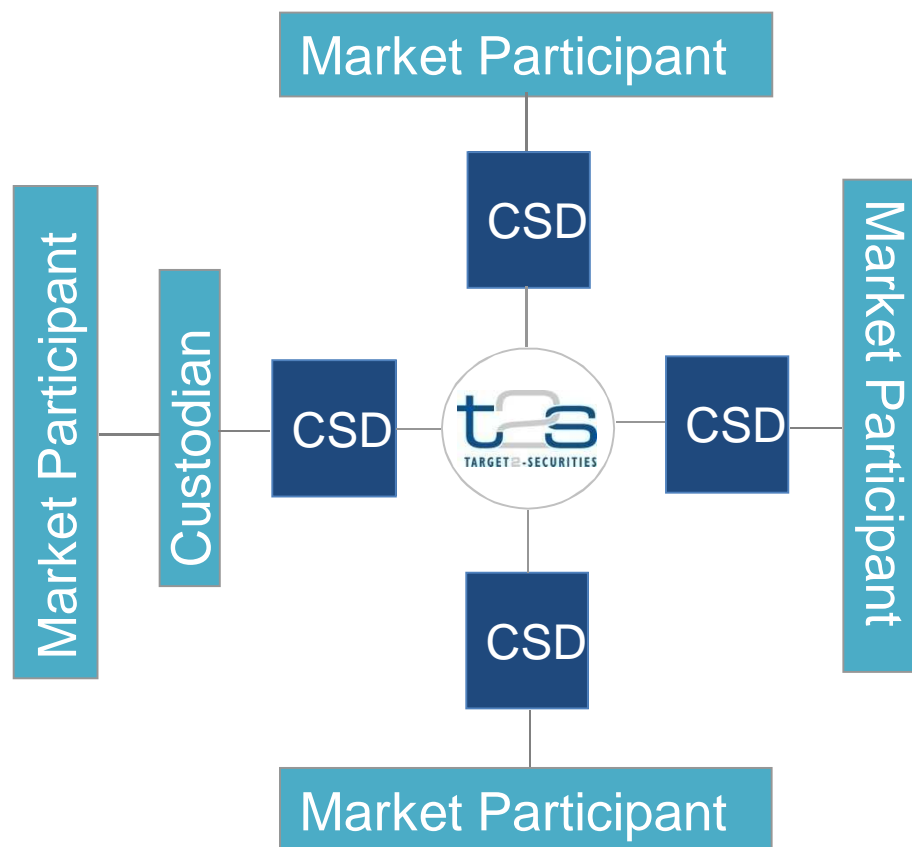 Market Participant
CSD
Market Participant
Custodian
CSD
t2s
TARGET2-SECURITIES
CSD
Market Participant
CSD
Market Participant